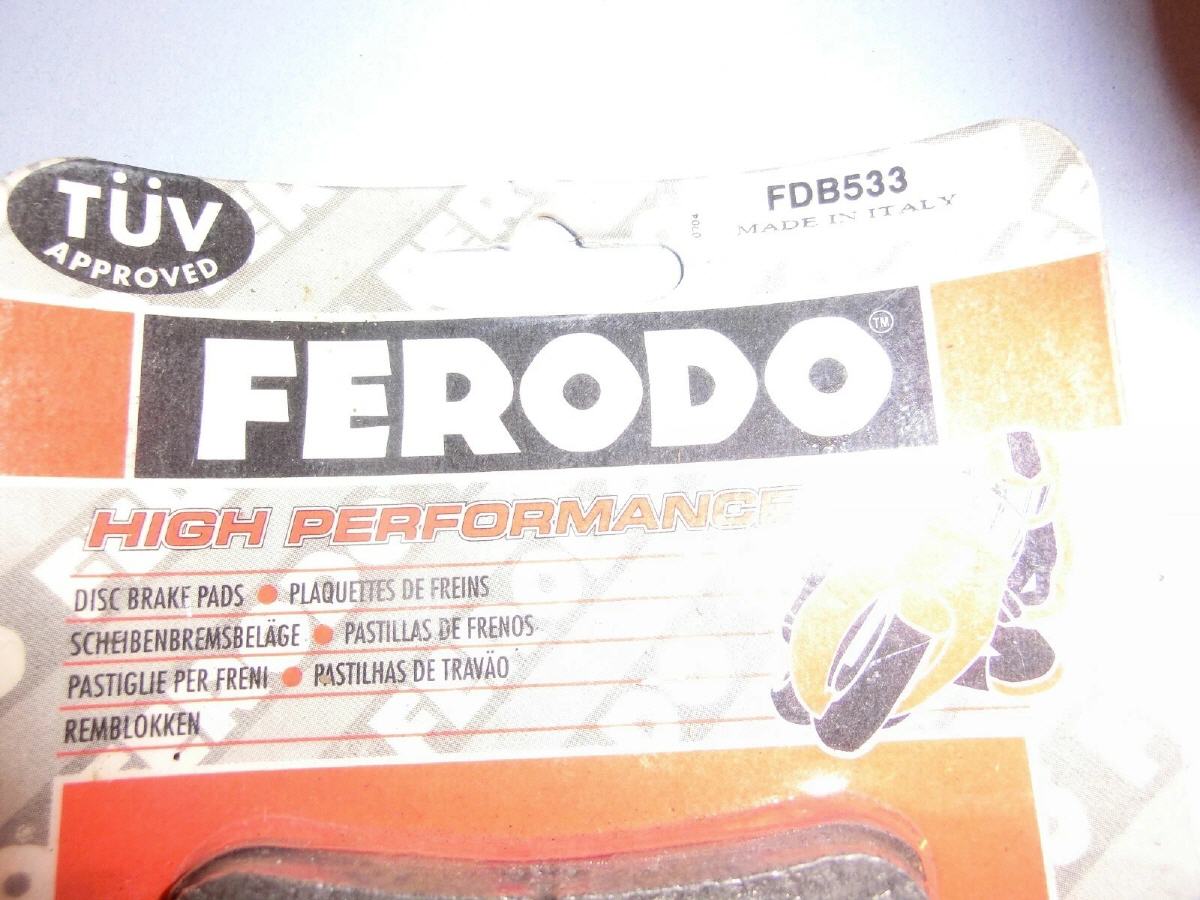 TÜV
APPROVED
0704
FDB533
MADE IN ITALY
FERODO™
HIGH PERFORMANCE
DISC BRAKE PADS • PLAQUETTES DE FREINS
SCHEIBENBREMSBELÄGE • PASTILLAS DE FRENOS
PASTIGLIE PER FRENI • PASTILHAS DE TRAVÃO
REMBLOKKEN